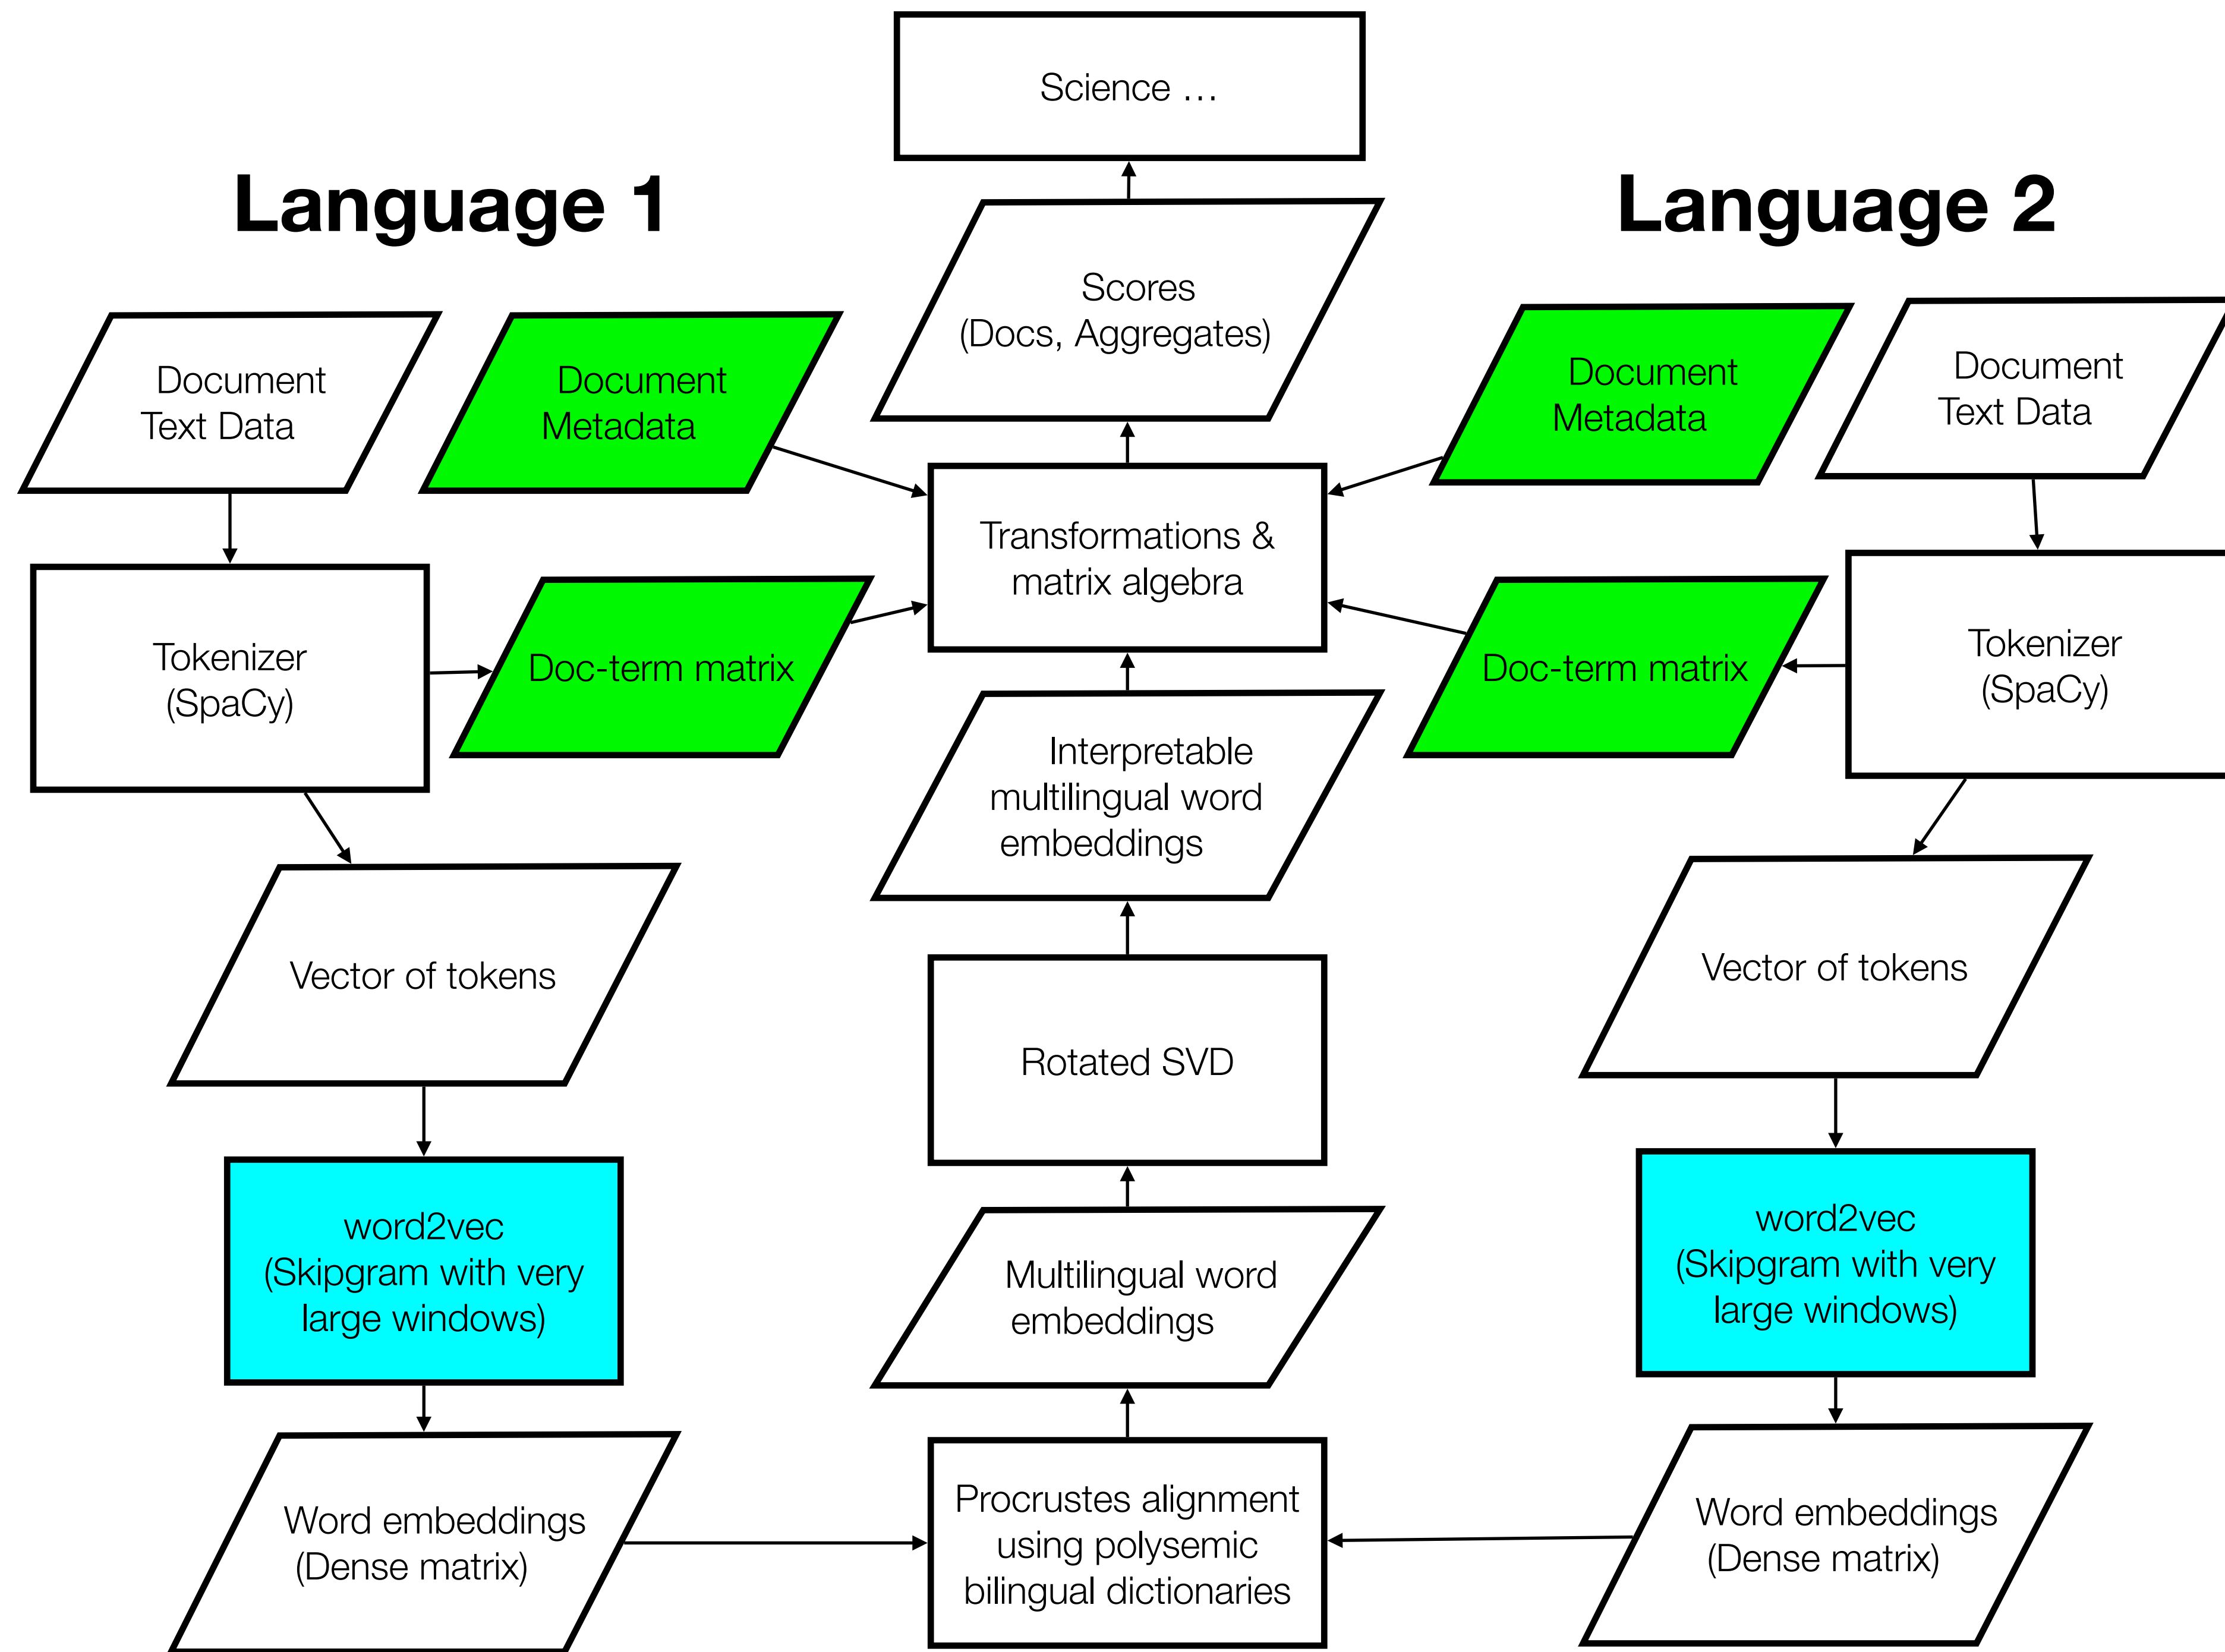 Science …
Language 1
Language 2
Scores
(Docs, Aggregates)
Document
Text Data
Document
Metadata
Document
Metadata
Document
Text Data
Transformations &
matrix algebra
Tokenizer
(SpaCy)
Doc-term matrix
Doc-term matrix
Tokenizer
(SpaCy)
Interpretable
multilingual word
embeddings
Vector of tokens
Vector of tokens
Rotated SVD
word2vec
(Skipgram with very
large windows)
word2vec
(Skipgram with very
large windows)
Multilingual word
embeddings
Word embeddings
(Dense matrix)
Procrustes alignment
using polysemic
bilingual dictionaries
Word embeddings
(Dense matrix)